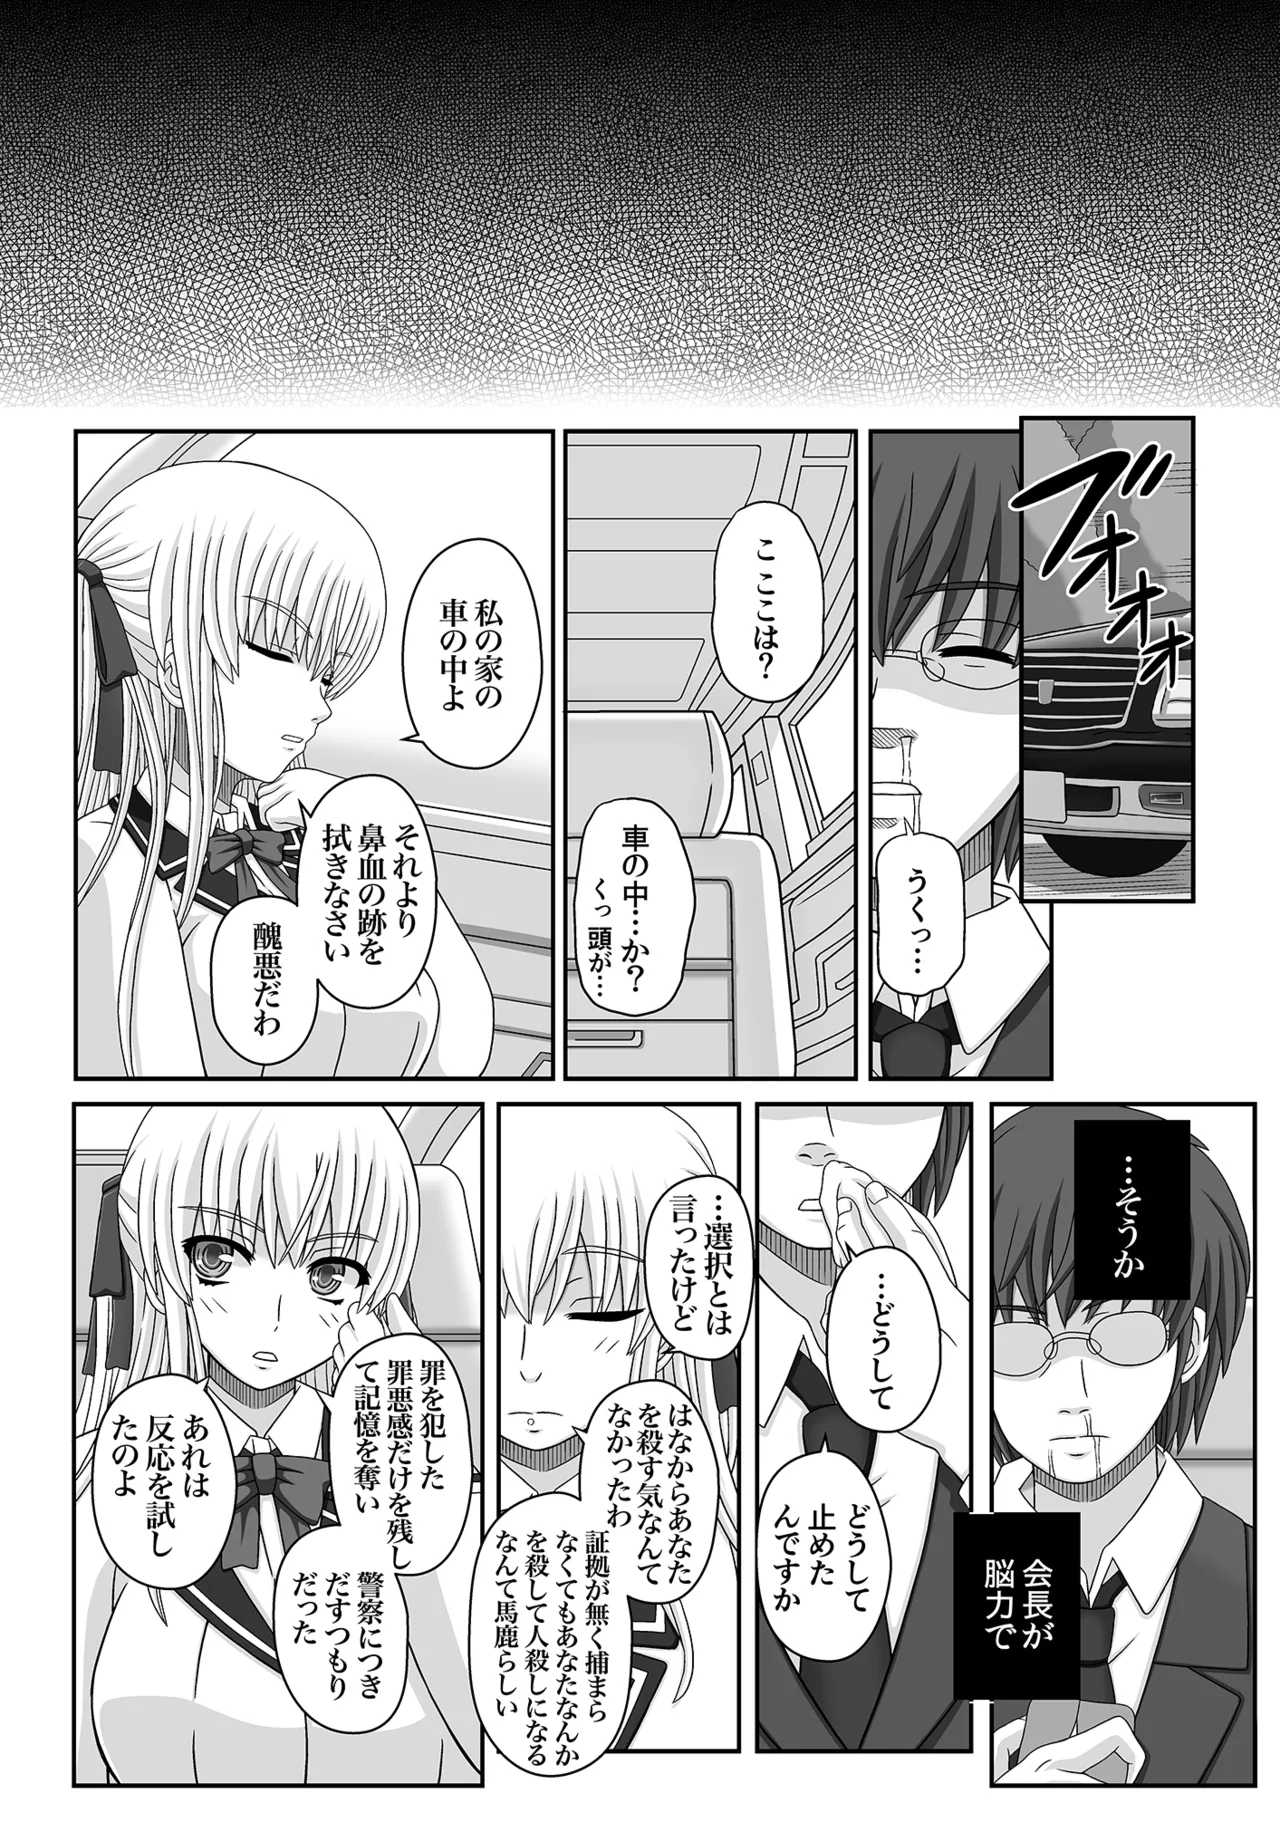 ブオオオオ
うくっ…
こ ここは?
車の中…か?
くっ 頭が…
私の家の
車の中よ
それより
鼻血の跡を
拭きなさい
醜悪だわ
…そうか
会長が
脳力で
…どうして
どうして
止めた
んですか
…選択とは
言ったけど
はなからあなた
を殺す気なんて
なかったわ
証拠が無く捕まら
なくてもあなたなんか
を殺して人殺しになる
なんて馬鹿らしい
罪を犯した
罪悪感だけを残し
て記憶を奪い
警察につき
だすつもり
だった
あれは
反応を試し
たのよ